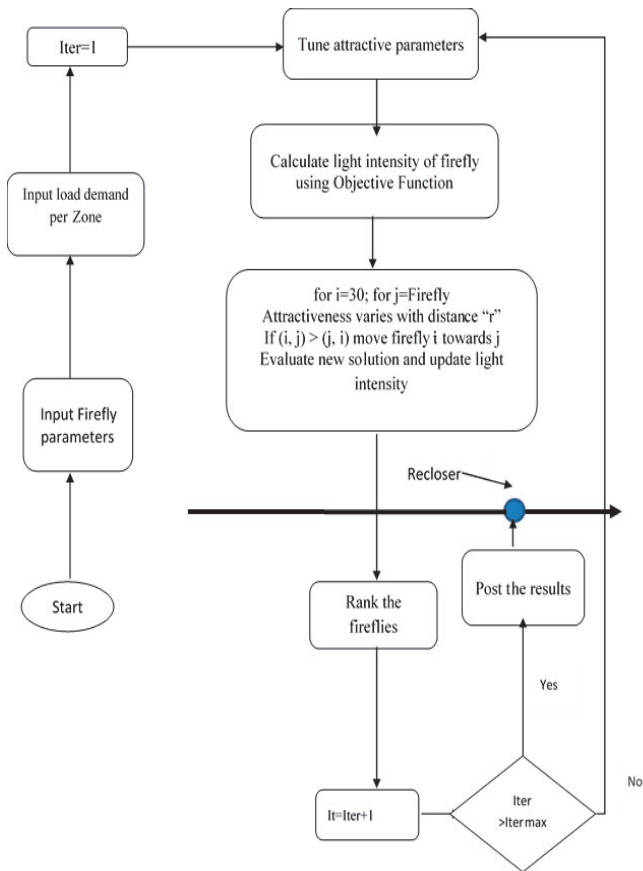 Iter=1
Tune attractive parameters
Calculate light intensity of firefly
using Objective Function
Input load demand
per Zone
for i=30; for j=Firefly
Attractiveness varies with distance “r”
If (i, j) > (j, i) move firefly i towards j
Evaluate new solution and update light
intensity
Input Firefly
parameters
Recloser
Start
Rank the
fireflies
Post the results
Yes
No
It=Iter+1
Iter
>Itermax